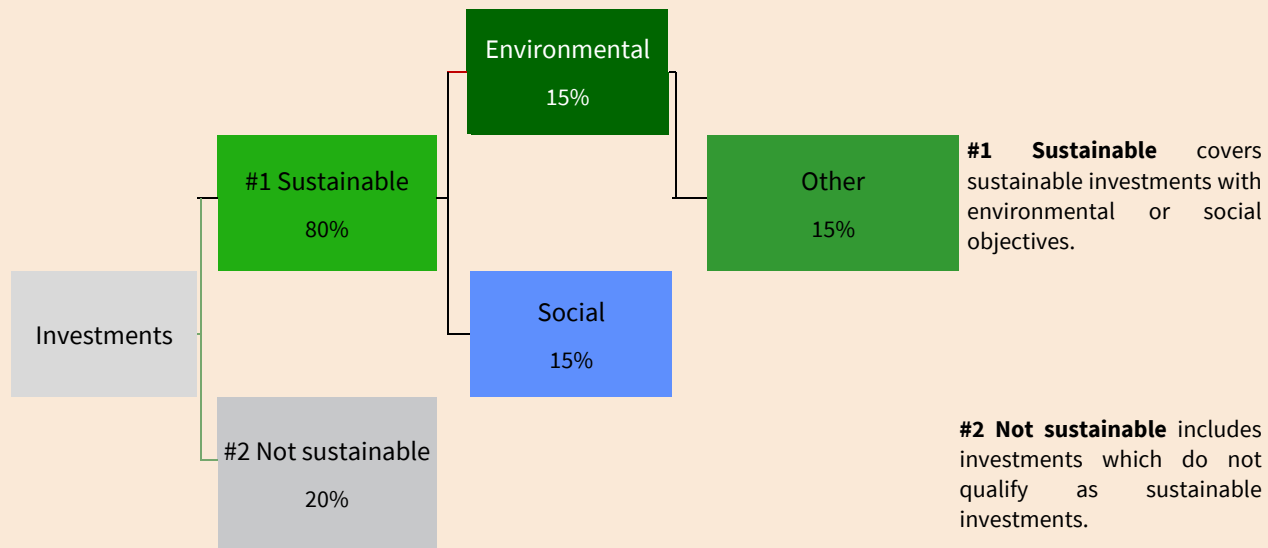 Environmental
15%
#1 Sustainable
80%
Other
15%
#1 Sustainable covers
sustainable investments with
environmental or social
objectives.
Investments
Social
15%
#2 Not sustainable
20%
#2 Not sustainable includes
investments which do not
qualify as sustainable
investments.